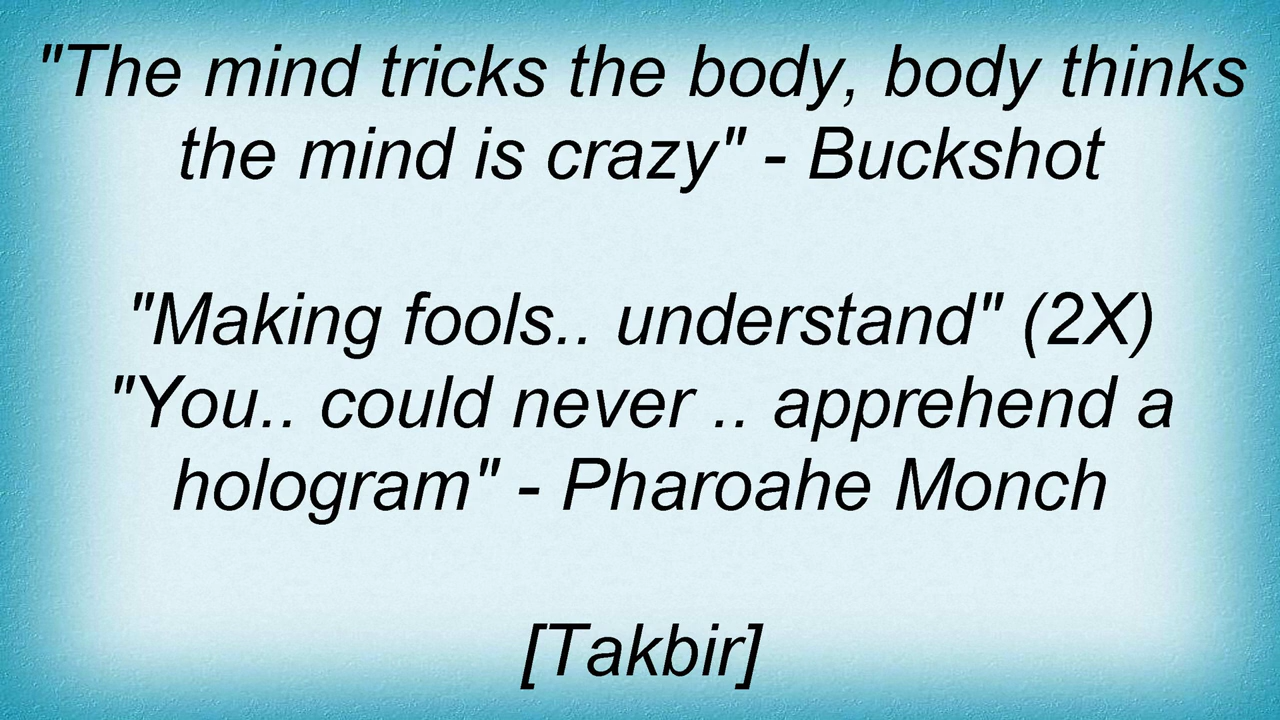 "The mind tricks the body, body thinks
the mind is crazy" - Buckshot
"Making fools.. understand" (2X)
"You.. could never .. apprehend a
hologram" - Pharoahe Monch
[Takbir]